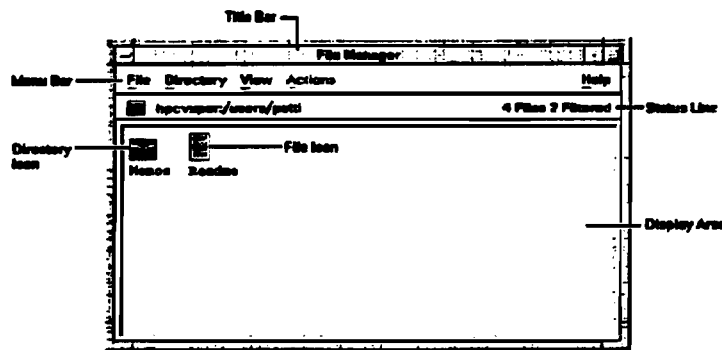 Title Bar
File Manager
Menu Bar
File Directory View Actions Help
hpcvxpar:/users/patti 4 Files 2 Filtered
Status Line
Directory
Icon
File Icon
Memos Readme
Display Area